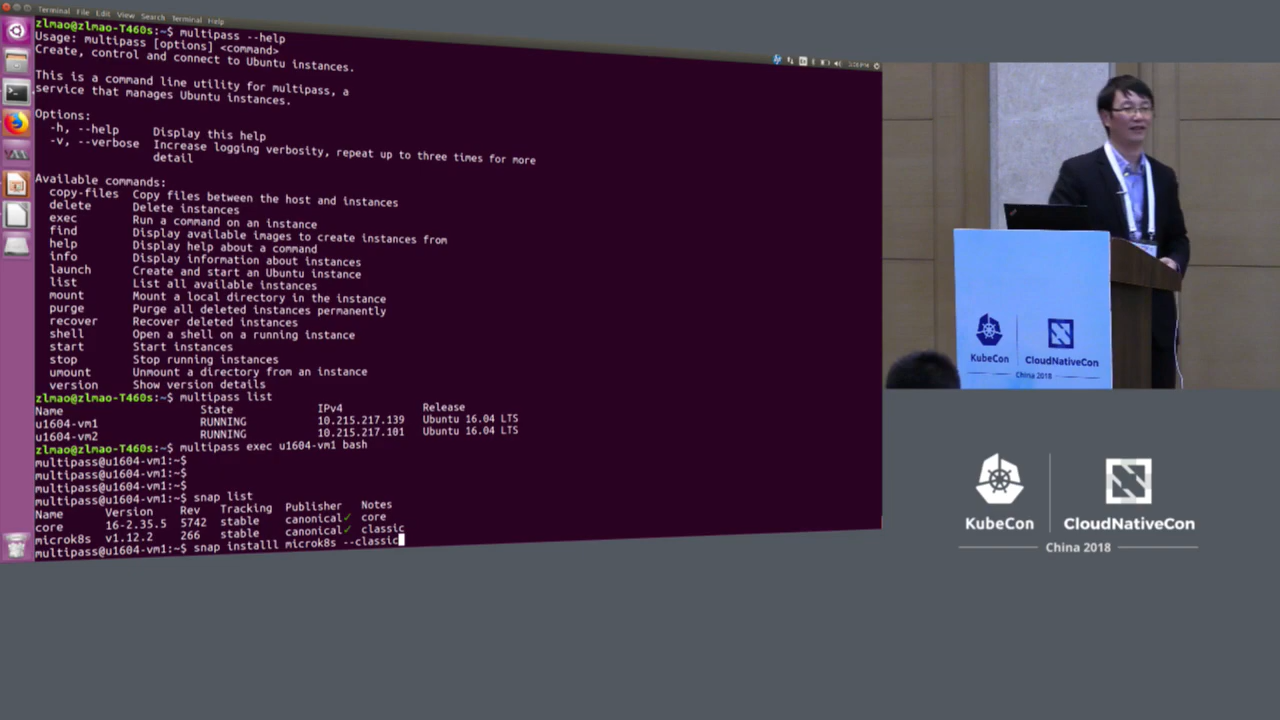 Terminal File Edit View Search Terminal Help
zlmao@zlmao-T460s:~$ multipass --help
Usage: multipass [options] <command>
Create, control and connect to Ubuntu instances.
This is a command line utility for multipass, a
service that manages Ubuntu instances.
Options:
-h, --help Display this help
-v, --verbose Increase logging verbosity, repeat up to three times for more
detail
Available commands:
copy-files Copy files between the host and instances
delete Delete instances
exec Run a command on an instance
find Display available images to create instances from
help Display help about a command
info Display information about instances
launch Create and start an Ubuntu instance
list List all available instances
mount Mount a local directory in the instance
purge Purge all deleted instances permanently
recover Recover deleted instances
shell Open a shell on a running instance
start Start instances
stop Stop running instances
umount Unmount a directory from an instance
version Show version details
zlmao@zlmao-T460s:~$ multipass list
Name State IPv4 Release
u1604-vm1 RUNNING 10.215.217.139 Ubuntu 16.04 LTS
u1604-vm2 RUNNING 10.215.217.101 Ubuntu 16.04 LTS
zlmao@zlmao-T460s:~$ multipass exec u1604-vm1 bash
multipass@u1604-vm1:~$
multipass@u1604-vm1:~$
multipass@u1604-vm1:~$
multipass@u1604-vm1:~$ snap list
Name Version Rev Tracking Publisher Notes
core 16-2.35.5 5742 stable canonical✓ core
microk8s v1.12.2 266 stable canonical✓ classic
multipass@u1604-vm1:~$ snap installl microk8s --classic
KubeCon CloudNativeCon
China 2018
KubeCon CloudNativeCon
China 2018